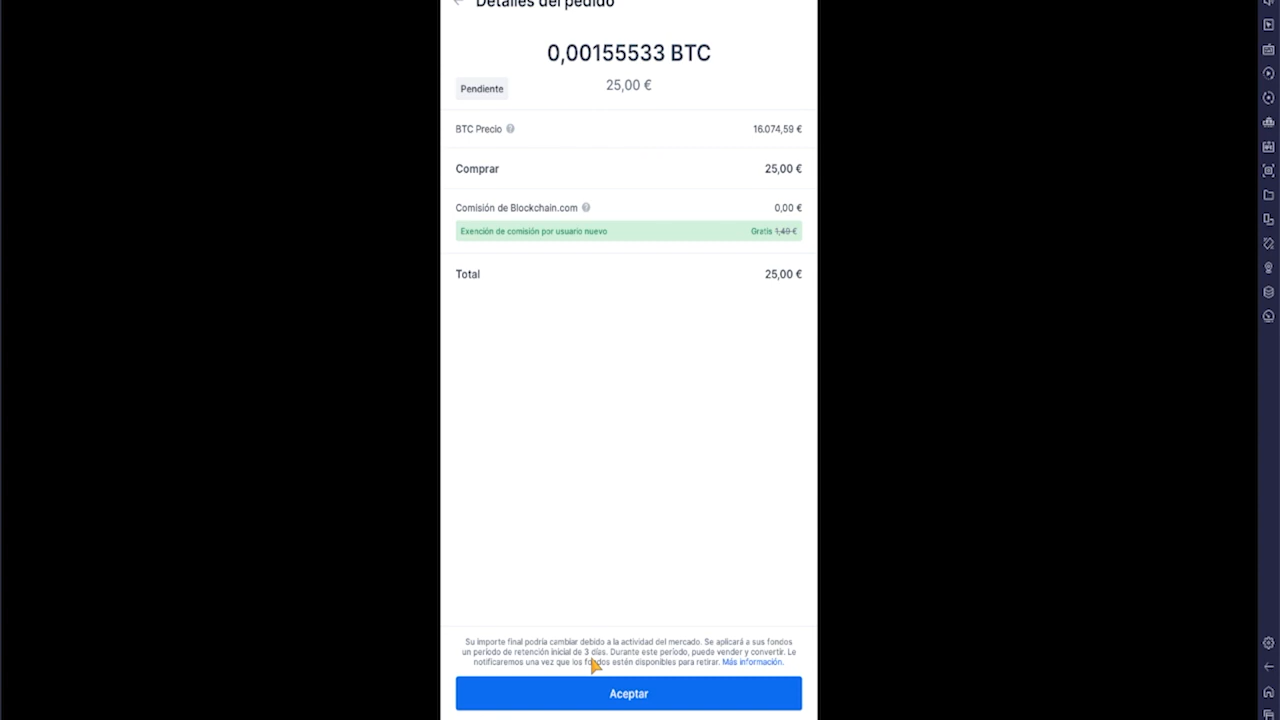 Detalles del pedido
0,00155533 BTC
25,00 €
Pendiente
BTC Precio 16.074,59 €
Comprar 25,00 €
Comisión de Blockchain.com 0,00 €
Exención de comisión por usuario nuevo Gratis 1,49 €
Total 25,00 €
Su importe final podría cambiar debido a la actividad del mercado. Se aplicará a sus fondos
un periodo de retención inicial de 3 días. Durante este período, puede vender y convertir. Le
notificaremos una vez que los fondos estén disponibles para retirar. Más información.
Aceptar